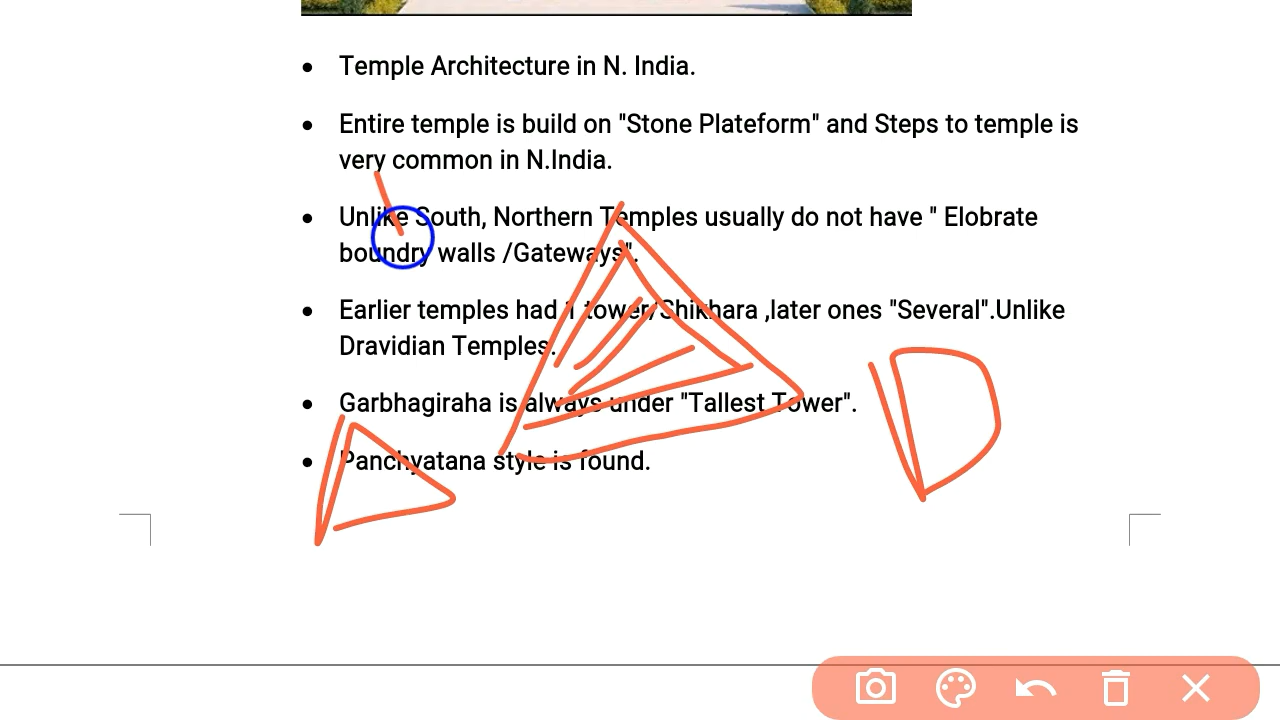 • Temple Architecture in N. India.
• Entire temple is build on "Stone Plateform" and Steps to temple is
very common in N.India.
• Unlike South, Northern Temples usually do not have " Elobrate
boundry walls /Gateways".
• Earlier temples had 1 tower/Shikhara ,later ones "Several".Unlike
Dravidian Temples.
• Garbhagiraha is always under "Tallest Tower".
• Panchyatana style is found.